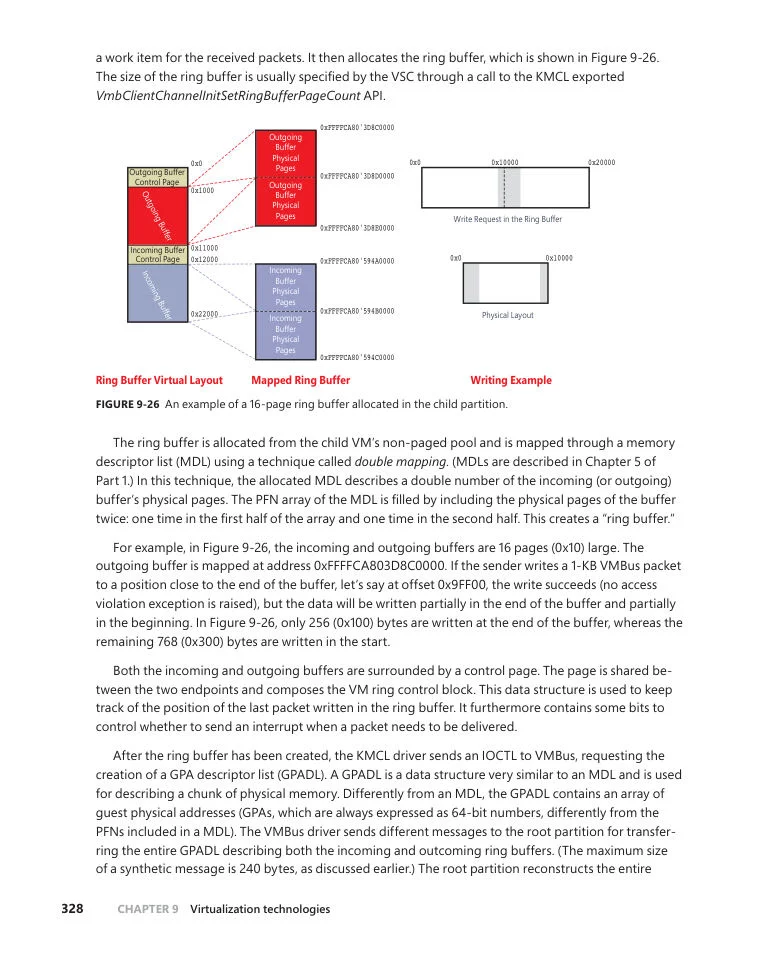 a work item for the received packets. It then allocates the ring buffer, which is shown in Figure 9-26.
The size of the ring buffer is usually specified by the VSC through a call to the KMCL exported
VmbClientChannelInitSetRingBufferPageCount API.
0x0
Outgoing Buffer
Control Page
0x1000
Outgoing Buffer
Incoming Buffer
Control Page
0x11000
0x12000
Incoming Buffer
0x22000
0xFFFFCA80'3D8C0000
Outgoing
Buffer
Physical
Pages
0xFFFFCA80'3D8D0000
Outgoing
Buffer
Physical
Pages
0xFFFFCA80'3D8E0000
0xFFFFCA80'594A0000
Incoming
Buffer
Physical
Pages
0xFFFFCA80'594B0000
Incoming
Buffer
Physical
Pages
0xFFFFCA80'594C0000
0x0 0x10000 0x20000
Write Request in the Ring Buffer
0x0 0x10000
Physical Layout
Ring Buffer Virtual Layout Mapped Ring Buffer Writing Example
FIGURE 9-26 An example of a 16-page ring buffer allocated in the child partition.
The ring buffer is allocated from the child VM's non-paged pool and is mapped through a memory
descriptor list (MDL) using a technique called double mapping. (MDLs are described in Chapter 5 of
Part 1.) In this technique, the allocated MDL describes a double number of the incoming (or outgoing)
buffer's physical pages. The PFN array of the MDL is filled by including the physical pages of the buffer
twice: one time in the first half of the array and one time in the second half. This creates a "ring buffer."
For example, in Figure 9-26, the incoming and outgoing buffers are 16 pages (0x10) large. The
outgoing buffer is mapped at address 0xFFFFCA803D8C0000. If the sender writes a 1-KB VMBus packet
to a position close to the end of the buffer, let's say at offset 0x9FF00, the write succeeds (no access
violation exception is raised), but the data will be written partially in the end of the buffer and partially
in the beginning. In Figure 9-26, only 256 (0x100) bytes are written at the end of the buffer, whereas the
remaining 768 (0x300) bytes are written in the start.
Both the incoming and outgoing buffers are surrounded by a control page. The page is shared be-
tween the two endpoints and composes the VM ring control block. This data structure is used to keep
track of the position of the last packet written in the ring buffer. It furthermore contains some bits to
control whether to send an interrupt when a packet needs to be delivered.
After the ring buffer has been created, the KMCL driver sends an IOCTL to VMBus, requesting the
creation of a GPA descriptor list (GPADL). A GPADL is a data structure very similar to an MDL and is used
for describing a chunk of physical memory. Differently from an MDL, the GPADL contains an array of
guest physical addresses (GPAs, which are always expressed as 64-bit numbers, differently from the
PFNs included in a MDL). The VMBus driver sends different messages to the root partition for transfer-
ring the entire GPADL describing both the incoming and outcoming ring buffers. (The maximum size
of a synthetic message is 240 bytes, as discussed earlier.) The root partition reconstructs the entire
328 CHAPTER 9 Virtualization technologies